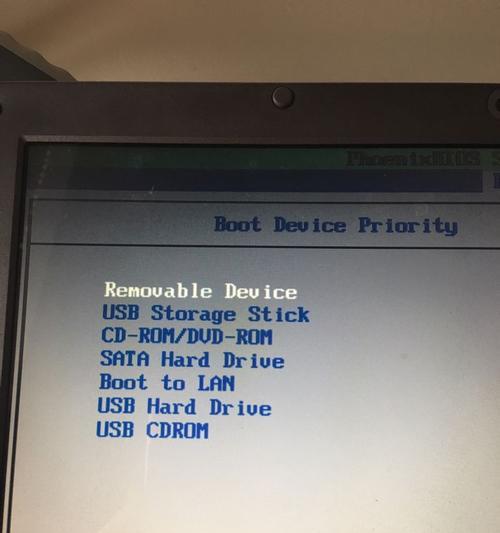 PhoenixBIOS S
Boot Device Priority
Removable Device
USB Storage Stick
CD-ROM/DVD-ROM
SATA Hard Drive
Boot to LAN
USB Hard Drive
USB CDROM